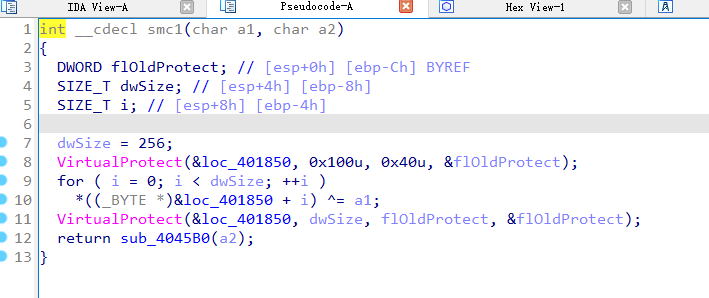 IDA View-A Pseudocode-A Hex View-1 A
1 int __cdecl smc1(char a1, char a2)
2 {
3 DWORD flOldProtect; // [esp+0h] [ebp-Ch] BYREF
4 SIZE_T dwSize; // [esp+4h] [ebp-8h]
5 SIZE_T i; // [esp+8h] [ebp-4h]
6
7 dwSize = 256;
8 VirtualProtect(&loc_401850, 0x100u, 0x40u, &flOldProtect);
9 for ( i = 0; i < dwSize; ++i )
10 *((_BYTE *)&loc_401850 + i) ^= a1;
11 VirtualProtect(&loc_401850, dwSize, flOldProtect, &flOldProtect);
12 return sub_4045B0(a2);
13 }